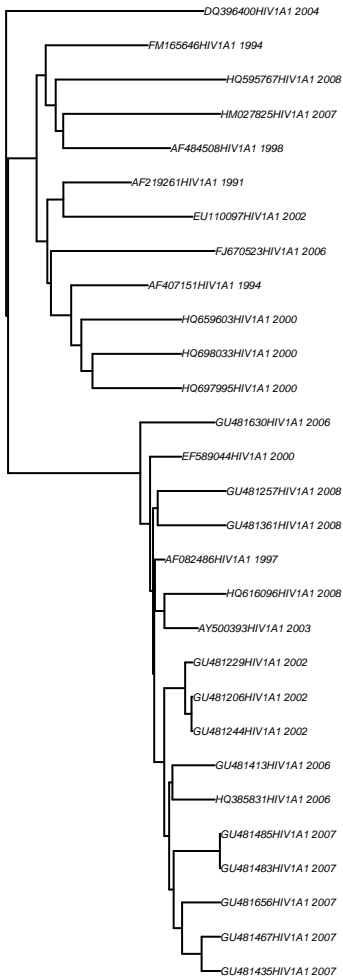 DQ396400HIV1A1 2004
FM165646HIV1A1 1994
HQ595767HIV1A1 2008
HM027825HIV1A1 2007
AF484508HIV1A1 1998
AF219261HIV1A1 1991
EU110097HIV1A1 2002
FJ670523HIV1A1 2006
AF407151HIV1A1 1994
HQ659603HIV1A1 2000
HQ698033HIV1A1 2000
HQ697995HIV1A1 2000
GU481630HIV1A1 2006
EF589044HIV1A1 2000
GU481257HIV1A1 2008
GU481361HIV1A1 2008
AF082486HIV1A1 1997
HQ616096HIV1A1 2008
AY500393HIV1A1 2003
GU481229HIV1A1 2002
GU481206HIV1A1 2002
GU481244HIV1A1 2002
GU481413HIV1A1 2006
HQ385831HIV1A1 2006
GU481485HIV1A1 2007
GU481483HIV1A1 2007
GU481656HIV1A1 2007
GU481467HIV1A1 2007
GU481435HIV1A1 2007